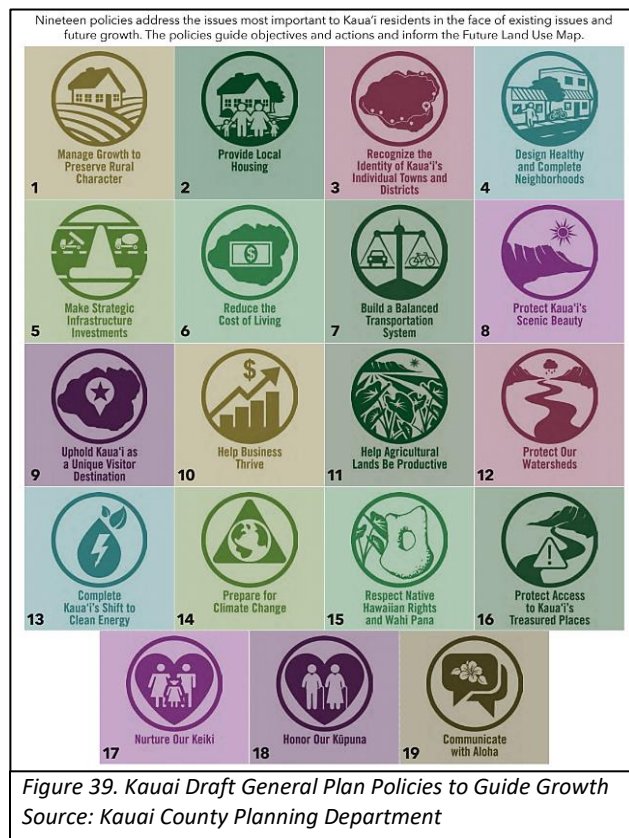 Nineteen policies address the issues most important to Kaua‘i residents in the face of existing issues and
future growth. The policies guide objectives and actions and inform the Future Land Use Map.
1
Manage Growth to
Preserve Rural
Character
2
Provide Local
Housing
3
Recognize the
Identity of Kaua‘i's
Individual Towns and
Districts
4
Design Healthy
and Complete
Neighborhoods
5
Make Strategic
Infrastructure
Investments
$
6
Reduce the
Cost of Living
7
Build a Balanced
Transportation
System
8
Protect Kaua‘i's
Scenic Beauty
9
Uphold Kaua‘i as
a Unique Visitor
Destination
$
10
Help Business
Thrive
11
Help Agricultural
Lands Be Productive
12
Protect Our
Watersheds
13
Complete
Kaua‘i's Shift to
Clean Energy
14
Prepare for
Climate Change
15
Respect Native
Hawaiian Rights
and Wahi Pana
16
Protect Access
to Kaua‘i's
Treasured Places
17
Nurture Our Keiki
18
Honor Our Kūpuna
19
Communicate
with Aloha
Figure 39. Kauai Draft General Plan Policies to Guide Growth
Source: Kauai County Planning Department